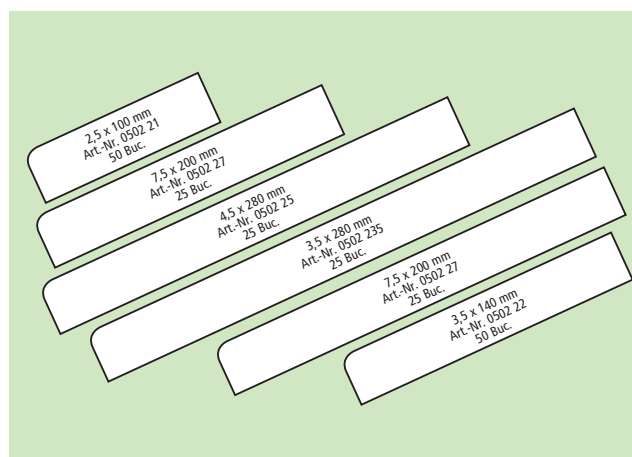 2,5 x 100 mm
Art.-Nr. 0502 21
50 Buc.
7,5 x 200 mm
Art.-Nr. 0502 27
25 Buc.
4,5 x 280 mm
Art.-Nr. 0502 25
25 Buc.
3,5 x 280 mm
Art.-Nr. 0502 235
25 Buc.
7,5 x 200 mm
Art.-Nr. 0502 27
25 Buc.
3,5 x 140 mm
Art.-Nr. 0502 22
50 Buc.